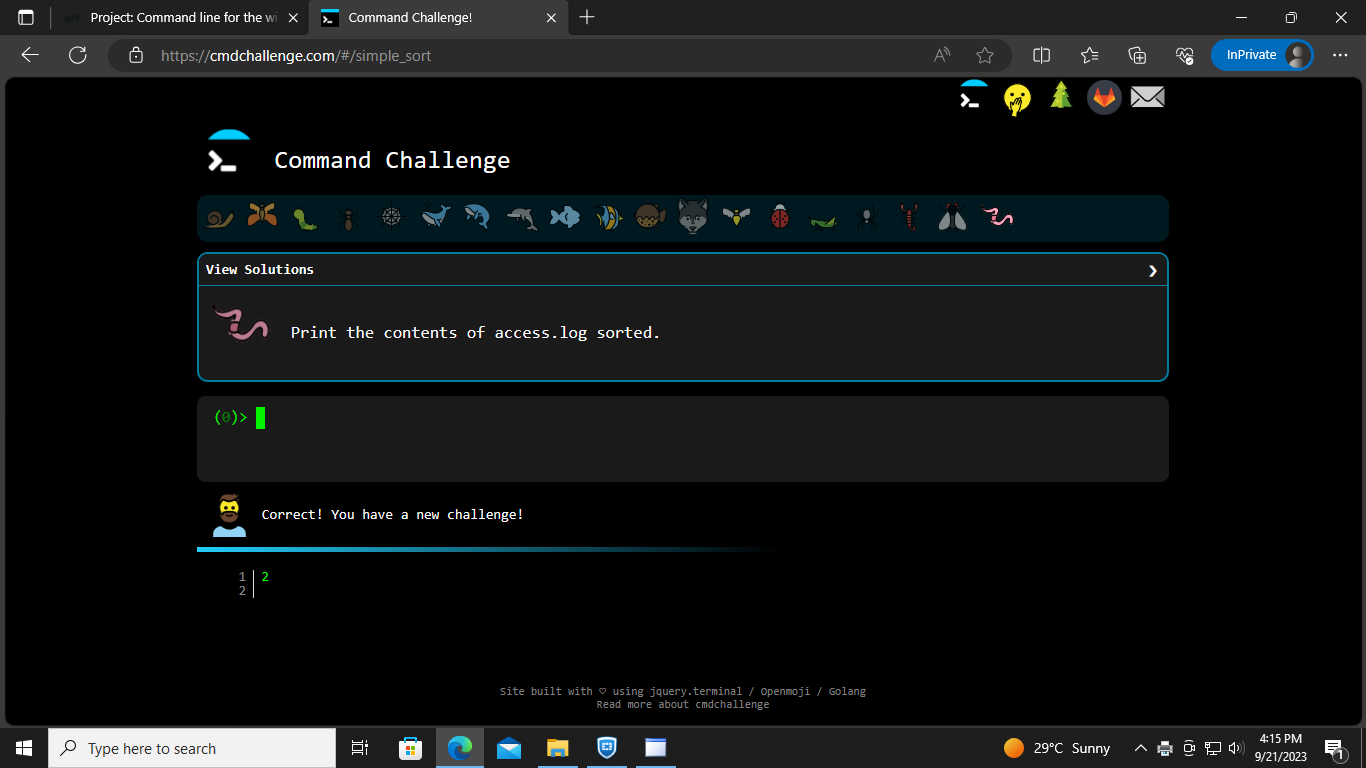 Project: Command line for the wi
Command Challenge!
https://cmdchallenge.com/#/simple_sort
InPrivate
Command Challenge
View Solutions
Print the contents of access.log sorted.
(0)>
Correct! You have a new challenge!
1 2
2
Site built with ♡ using jquery.terminal / Openmoji / Golang
Read more about cmdchallenge
Type here to search
29°C Sunny
4:15 PM
9/21/2023
1